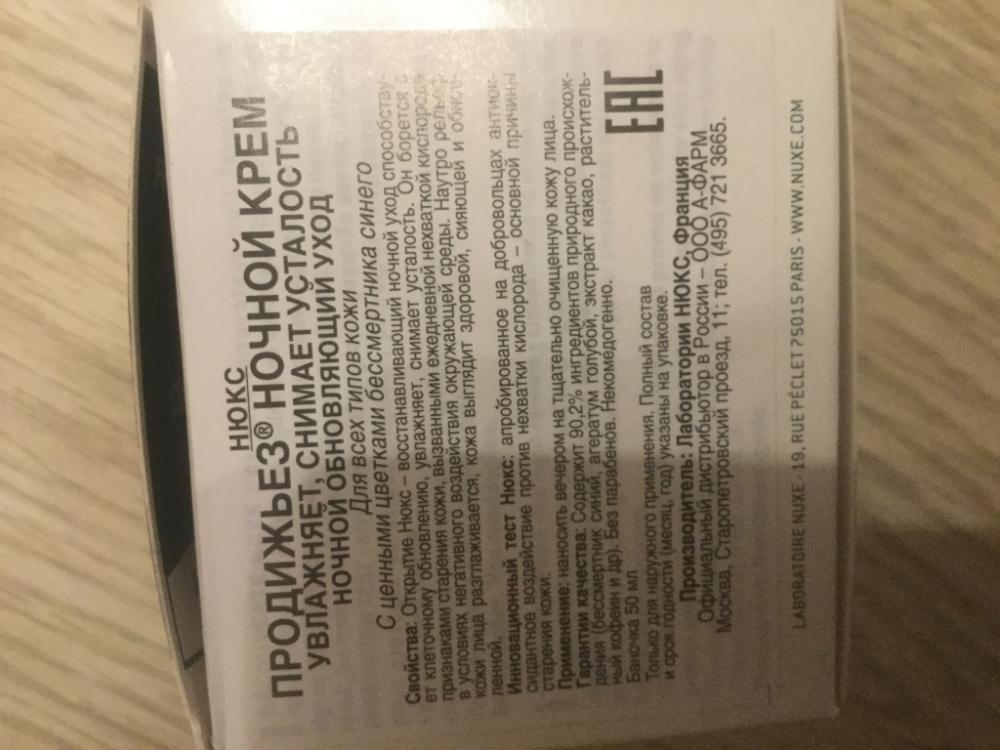 НЮКС
ПРОДИЖЬЕЗ® НОЧНОЙ КРЕМ
УВЛАЖНЯЕТ, СНИМАЕТ УСТАЛОСТЬ
НОЧНОЙ ОБНОВЛЯЮЩИЙ УХОД
Для всех типов кожи
С ценными цветками бессмертника синего
Свойства: Открытие Нюкс – восстанавливающий ночной уход способству-
ет клеточному обновлению, увлажняет, снимает усталость. Он борется с
признаками старения кожи, вызванными ежедневной нехваткой кислорода
в условиях негативного воздействия окружающей среды. Наутро рельеф
кожи лица разглаживается, кожа выглядит здоровой, сияющей и обнов-
ленной.
Инновационный тест Нюкс: апробированное на добровольцах антиок-
сидантное воздействие против нехватки кислорода – основной причины
старения кожи.
Применение: наносить вечером на тщательно очищенную кожу лица.
Гарантии качества: Содержит 90,2% ингредиентов природного происхож-
дения (бессмертник синий, агератум голубой, экстракт какао, раститель-
ный кофеин и др). Без парабенов. Некомедогенно.
Баночка 50 мл
Только для наружного применения. Полный состав
и срок годности (месяц, год) указаны на упаковке.
EAC
Производитель: Лаборатории НЮКС, Франция
Официальный дистрибьютор в России – ООО А-ФАРМ
Москва, Старопетровский проезд, 11; тел. (495) 721 3665.
LABORATOIRE NUXE - 19, RUE PÉCLET 75015 PARIS - WWW.NUXE.COM